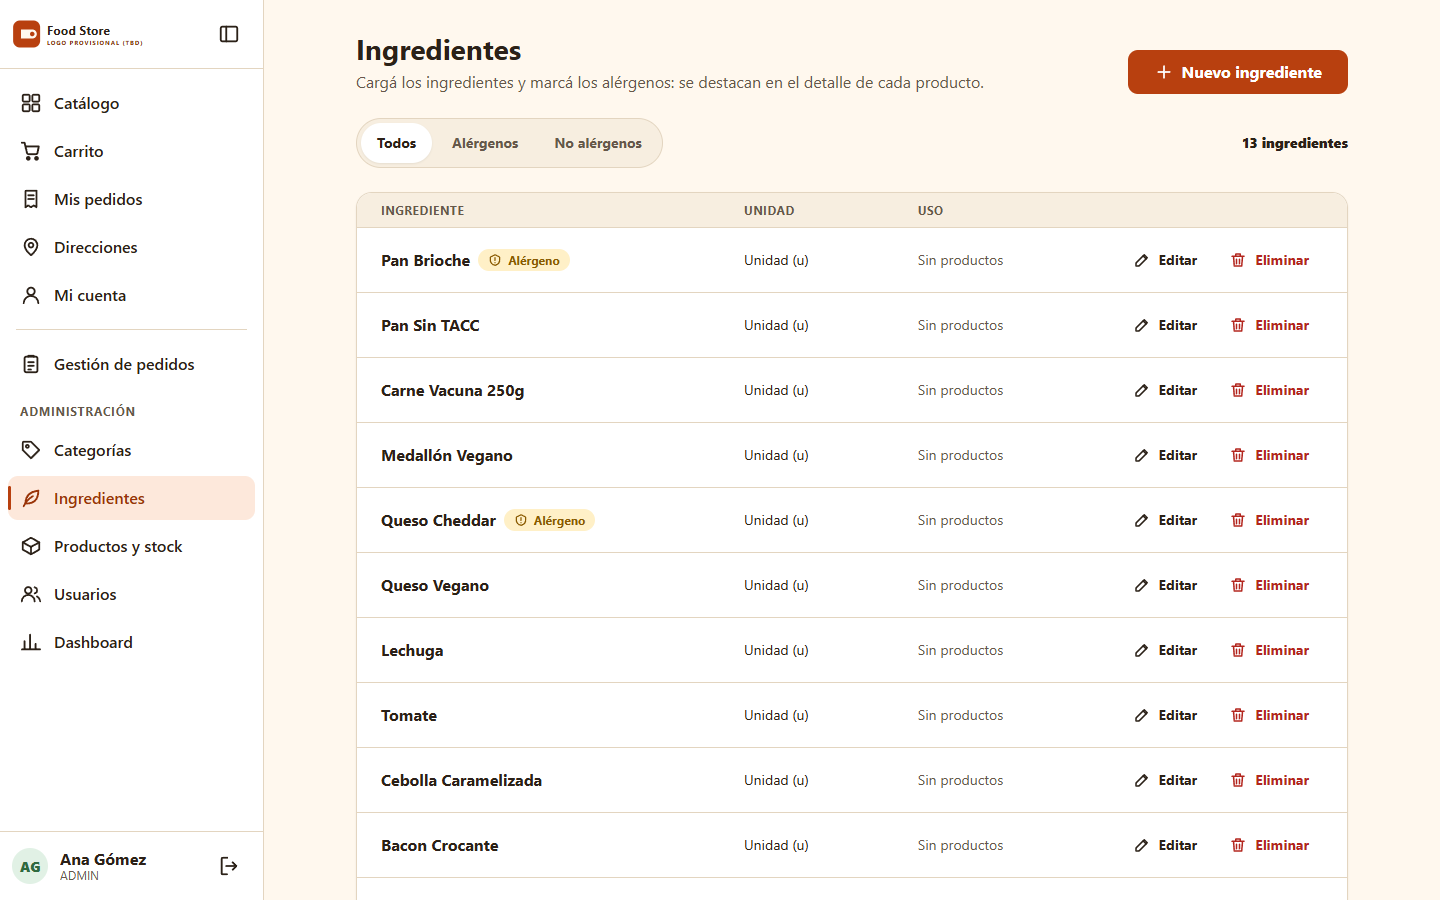 Food Store
LOGO PROVISIONAL (TBD)
Catálogo
Carrito
Mis pedidos
Direcciones
Mi cuenta
Gestión de pedidos
ADMINISTRACIÓN
Categorías
Ingredientes
Productos y stock
Usuarios
Dashboard
AG
Ana Gómez
ADMIN
Ingredientes
Cargá los ingredientes y marcá los alérgenos: se destacan en el detalle de cada producto.
Nuevo ingrediente
Todos Alérgenos No alérgenos
13 ingredientes
INGREDIENTE UNIDAD USO
Pan Brioche Alérgeno Unidad (u) Sin productos Editar Eliminar
Pan Sin TACC Unidad (u) Sin productos Editar Eliminar
Carne Vacuna 250g Unidad (u) Sin productos Editar Eliminar
Medallón Vegano Unidad (u) Sin productos Editar Eliminar
Queso Cheddar Alérgeno Unidad (u) Sin productos Editar Eliminar
Queso Vegano Unidad (u) Sin productos Editar Eliminar
Lechuga Unidad (u) Sin productos Editar Eliminar
Tomate Unidad (u) Sin productos Editar Eliminar
Cebolla Caramelizada Unidad (u) Sin productos Editar Eliminar
Bacon Crocante Unidad (u) Sin productos Editar Eliminar